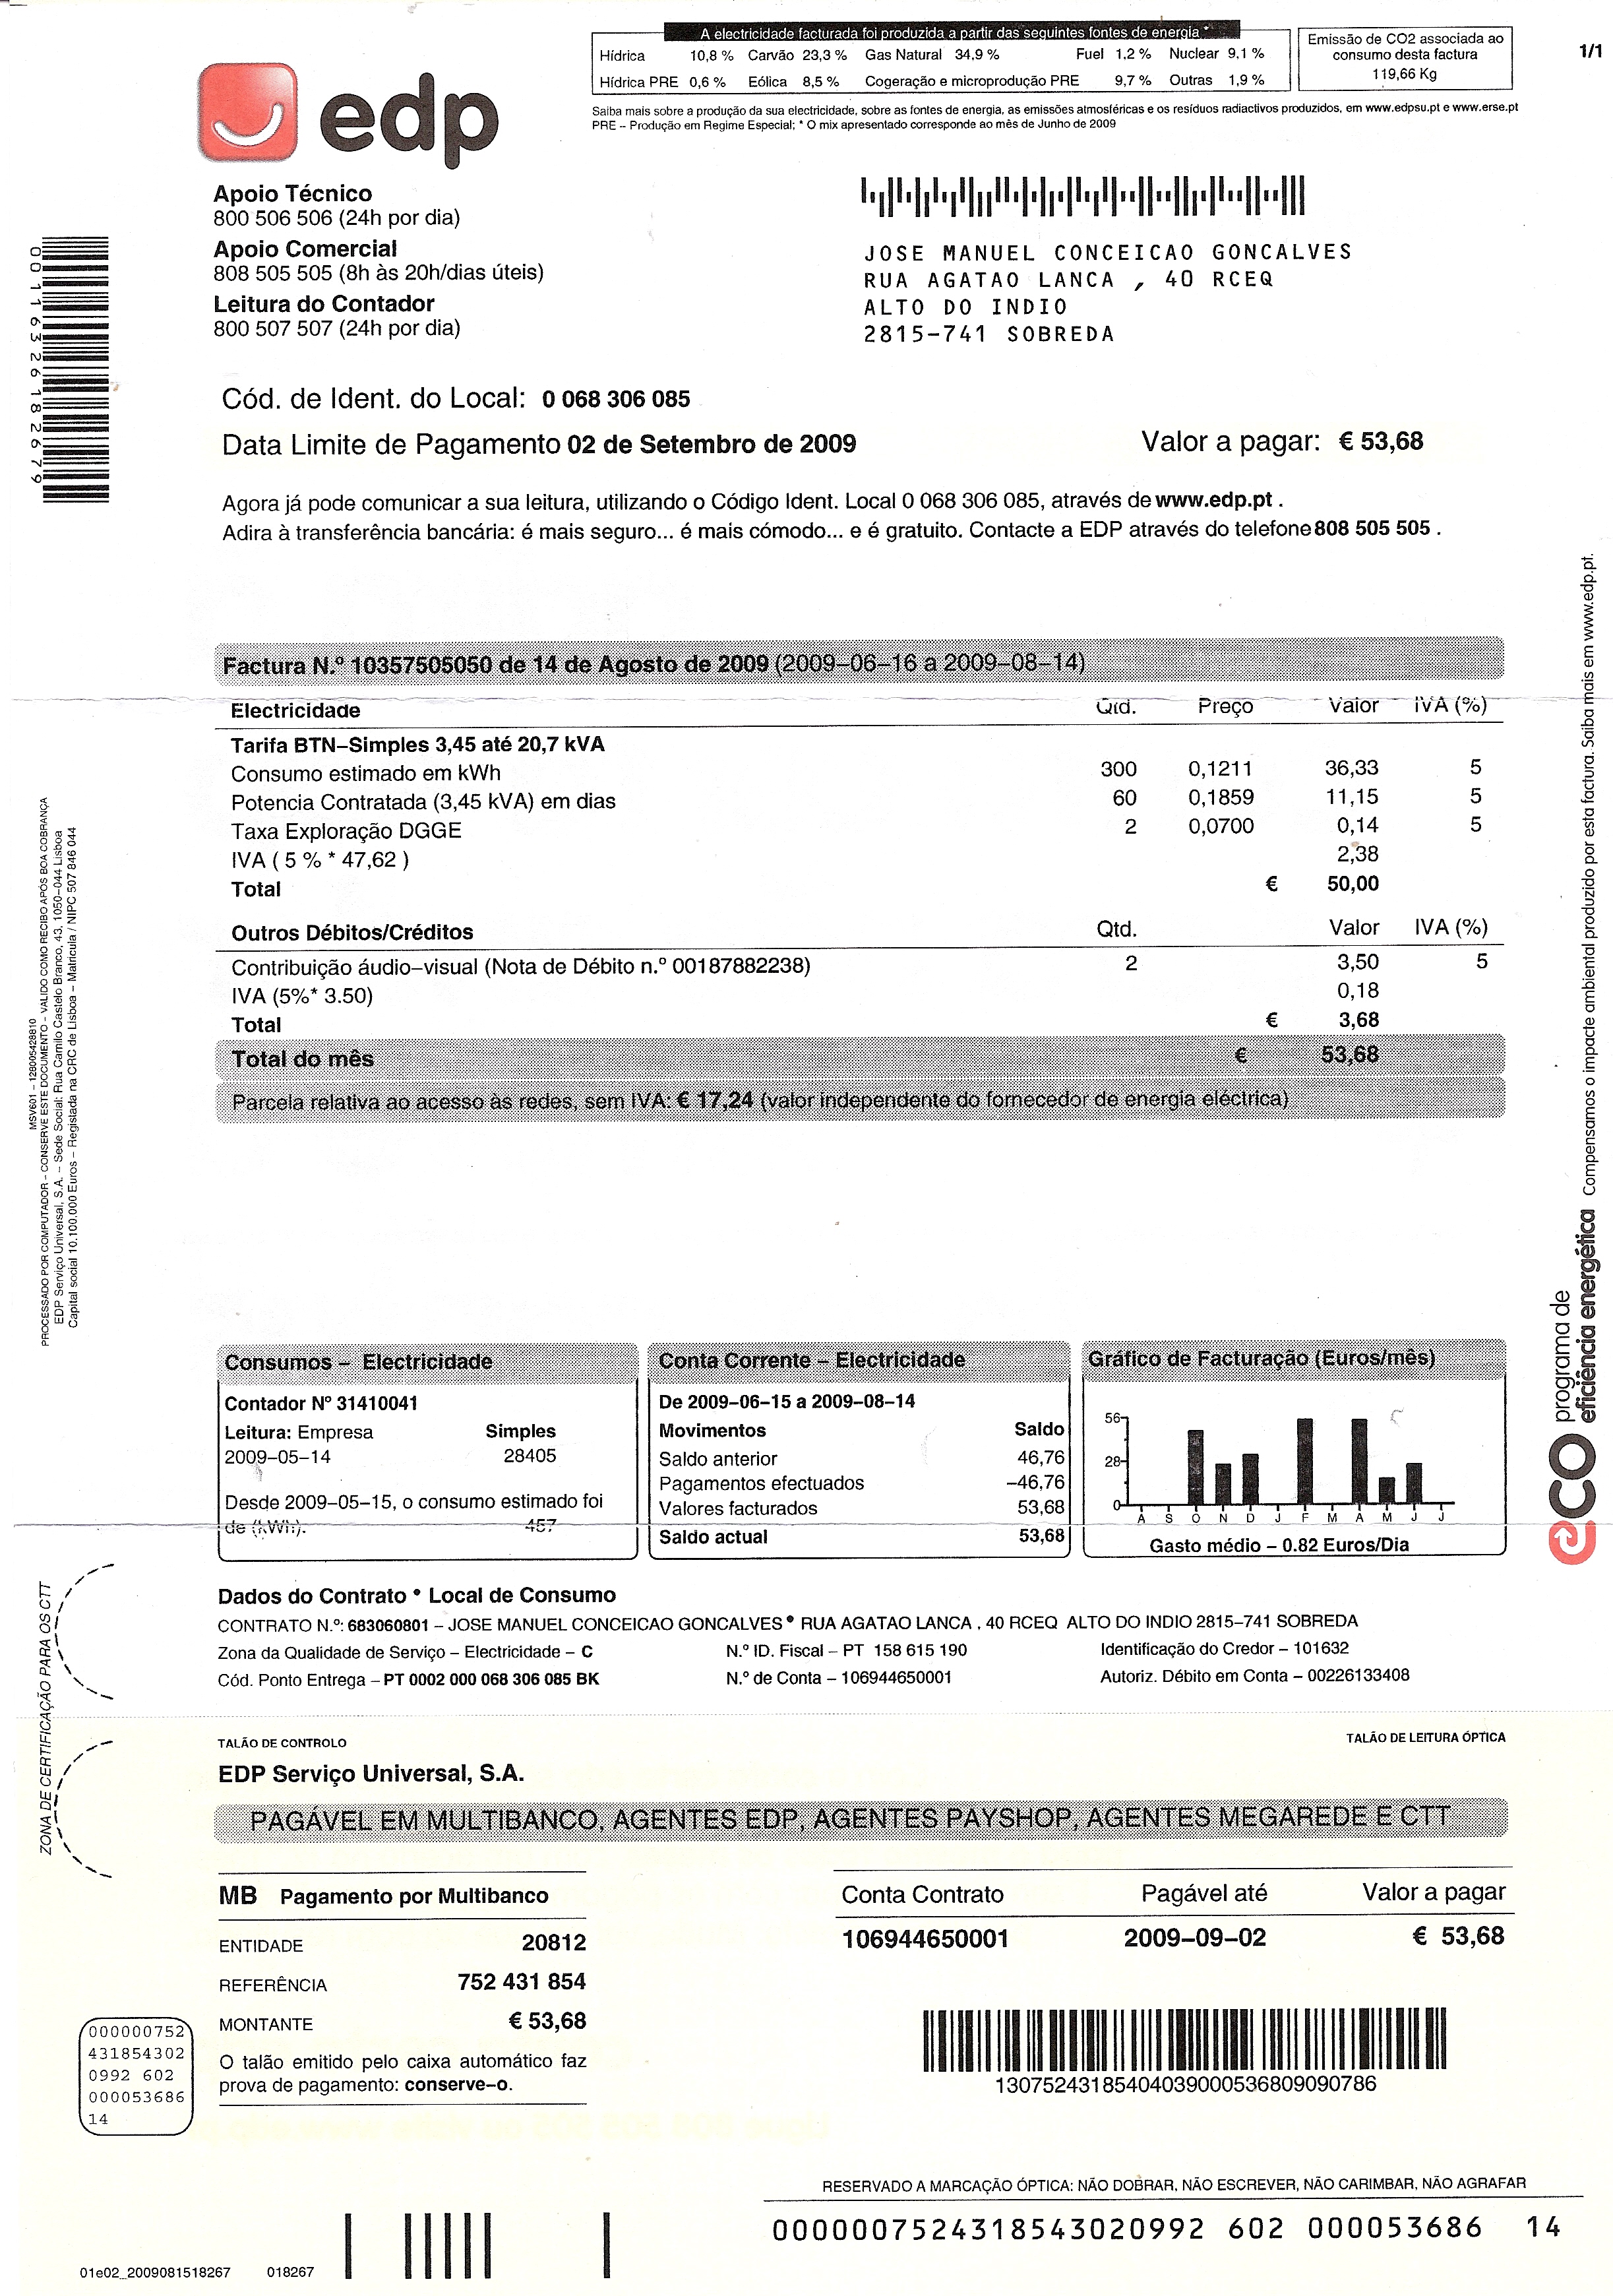 A electricidade facturada foi produzida a partir das seguintes fontes de energia *
Hídrica 10,8 % Carvão 23,3 % Gas Natural 34,9 % Fuel 1,2 % Nuclear 9,1 %
Hídrica PRE 0,6 % Eólica 8,5 % Cogeração e microprodução PRE 9,7 % Outras 1,9 %
Emissão de CO2 associada ao
consumo desta factura
119,66 Kg
1/1
Saiba mais sobre a produção da sua electricidade, sobre as fontes de energia, as emissões atmosféricas e os resíduos radiactivos produzidos, em www.edpsu.pt e www.erse.pt
PRE – Produção em Regime Especial; * O mix apresentado corresponde ao mês de Junho de 2009
edp
Apoio Técnico
800 506 506 (24h por dia)
Apoio Comercial
808 505 505 (8h às 20h/dias úteis)
Leitura do Contador
800 507 507 (24h por dia)
JOSE MANUEL CONCEICAO GONCALVES
RUA AGATAO LANCA , 40 RCEQ
ALTO DO INDIO
2815-741 SOBREDA
00116326182679
Cód. de Ident. do Local: 0 068 306 085
Data Limite de Pagamento 02 de Setembro de 2009
Valor a pagar: € 53,68
Agora já pode comunicar a sua leitura, utilizando o Código Ident. Local 0 068 306 085, através de www.edp.pt .
Adira à transferência bancária: é mais seguro... é mais cómodo... e é gratuito. Contacte a EDP através do telefone 808 505 505 .
Factura N.º 10357505050 de 14 de Agosto de 2009 (2009–06–16 a 2009–08–14)
Electricidade Qtd. Preço Valor IVA (%)
Tarifa BTN–Simples 3,45 até 20,7 kVA
Consumo estimado em kWh 300 0,1211 36,33 5
Potencia Contratada (3,45 kVA) em dias 60 0,1859 11,15 5
Taxa Exploração DGGE 2 0,0700 0,14 5
IVA ( 5 % * 47,62 ) 2,38
Total € 50,00
Outros Débitos/Créditos Qtd. Valor IVA (%)
Contribuição áudio–visual (Nota de Débito n.º 00187882238) 2 3,50 5
IVA (5%* 3.50) 0,18
Total € 3,68
Total do mês € 53,68
Parcela relativa ao acesso às redes, sem IVA: € 17,24 (valor independente do fornecedor de energia eléctrica)
MSV601 – 128005428810
PROCESSADO POR COMPUTADOR – CONSERVE ESTE DOCUMENTO – VALIDO COMO RECIBO APÓS BOA COBRANÇA
EDP Serviço Universal, S.A. – Sede Social: Rua Camilo Castelo Branco, 43, 1050–044 Lisboa
Capital social 10.100.000 Euros – Registada na CRC de Lisboa – Matrícula / NIPC 507 846 044
eco programa de
eficiência energética
Compensamos o impacte ambiental produzido por esta factura. Saiba mais em www.edp.pt.
Consumos – Electricidade
Contador Nº 31410041
Leitura: Empresa Simples
2009–05–14 28405
Desde 2009–05–15, o consumo estimado foi
de (kWh): 457
Conta Corrente – Electricidade
De 2009–06–15 a 2009–08–14
Movimentos Saldo
Saldo anterior 46,76
Pagamentos efectuados –46,76
Valores facturados 53,68
Saldo actual 53,68
Gráfico de Facturação (Euros/mês)
56
28
0
A S O N D J F M A M J J
Gasto médio – 0.82 Euros/Dia
Dados do Contrato • Local de Consumo
CONTRATO N.º: 683060801 – JOSE MANUEL CONCEICAO GONCALVES • RUA AGATAO LANCA , 40 RCEQ ALTO DO INDIO 2815–741 SOBREDA
Zona da Qualidade de Serviço – Electricidade – C N.º ID. Fiscal – PT 158 615 190 Identificação do Credor – 101632
Cód. Ponto Entrega – PT 0002 000 068 306 085 BK N.º de Conta – 106944650001 Autoriz. Débito em Conta – 00226133408
ZONA DE CERTIFICAÇÃO PARA OS CTT
TALÃO DE CONTROLO
TALÃO DE LEITURA ÓPTICA
EDP Serviço Universal, S.A.
PAGÁVEL EM MULTIBANCO, AGENTES EDP, AGENTES PAYSHOP, AGENTES MEGAREDE E CTT
MB Pagamento por Multibanco
ENTIDADE 20812
REFERÊNCIA 752 431 854
MONTANTE € 53,68
O talão emitido pelo caixa automático faz
prova de pagamento: conserve–o.
Conta Contrato Pagável até Valor a pagar
106944650001 2009–09–02 € 53,68
1307524318540403900053680909​0786
000000752
431854302
0992 602
000053686
14
RESERVADO A MARCAÇÃO ÓPTICA: NÃO DOBRAR, NÃO ESCREVER, NÃO CARIMBAR, NÃO AGRAFAR
0000007524318543020992 602 000053686 14
01e02_2009081518267 018267